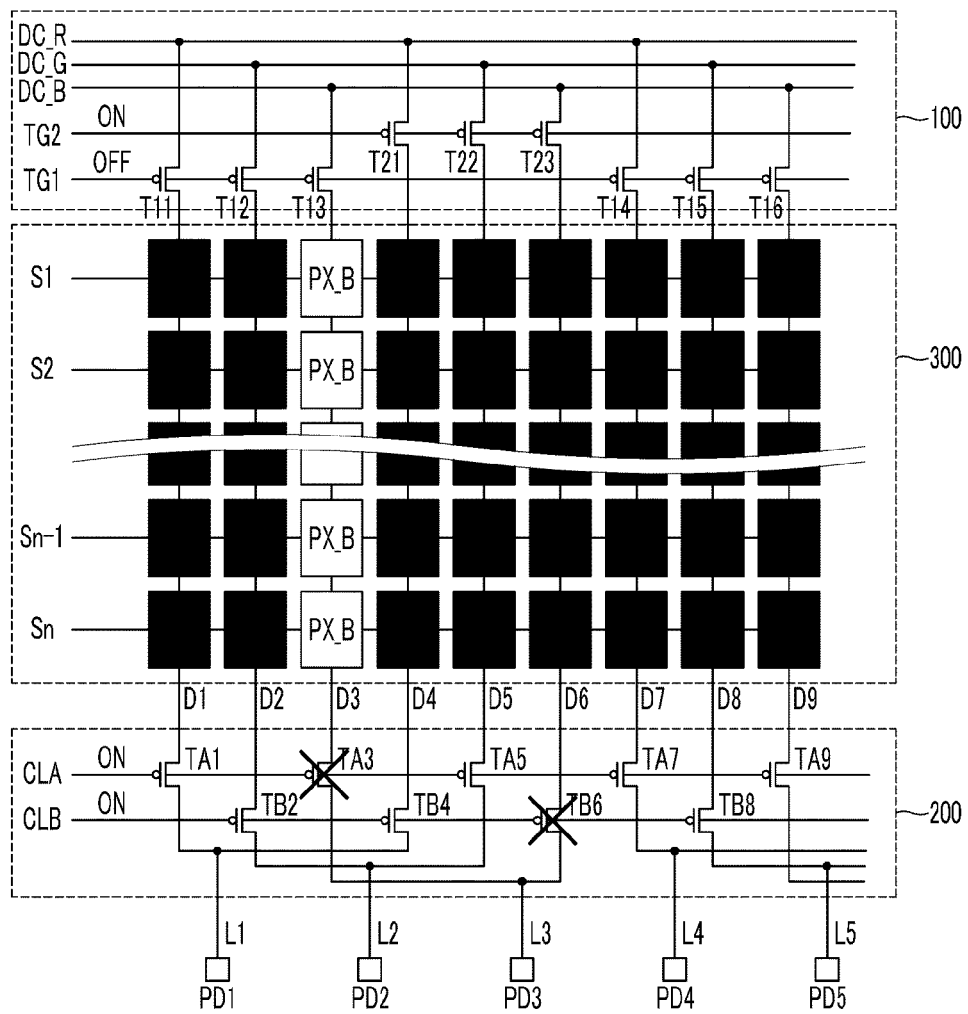 DC_R
DC_G
DC_B
ON
TG2
T21 T22 T23
100
OFF
TG1
T11 T12 T13 T14 T15 T16
S1 PX_B
S2 PX_B
300
Sn-1 PX_B
Sn PX_B
D1 D2 D3 D4 D5 D6 D7 D8 D9
CLA ON TA1 TA3 TA5 TA7 TA9
CLB ON TB2 TB4 TB6 TB8
200
L1 L2 L3 L4 L5
PD1 PD2 PD3 PD4 PD5